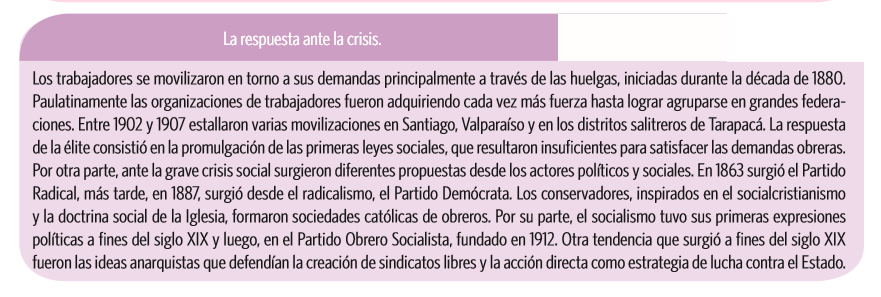 La respuesta ante la crisis.
Los trabajadores se movilizaron en torno a sus demandas principalmente a través de las huelgas, iniciadas durante la década de 1880.
Paulatinamente las organizaciones de trabajadores fueron adquiriendo cada vez más fuerza hasta lograr agruparse en grandes federa-
ciones. Entre 1902 y 1907 estallaron varias movilizaciones en Santiago, Valparaíso y en los distritos salitreros de Tarapacá. La respuesta
de la élite consistió en la promulgación de las primeras leyes sociales, que resultaron insuficientes para satisfacer las demandas obreras.
Por otra parte, ante la grave crisis social surgieron diferentes propuestas desde los actores políticos y sociales. En 1863 surgió el Partido
Radical, más tarde, en 1887, surgió desde el radicalismo, el Partido Demócrata. Los conservadores, inspirados en el socialcristianismo
y la doctrina social de la Iglesia, formaron sociedades católicas de obreros. Por su parte, el socialismo tuvo sus primeras expresiones
políticas a fines del siglo XIX y luego, en el Partido Obrero Socialista, fundado en 1912. Otra tendencia que surgió a fines del siglo XIX
fueron las ideas anarquistas que defendían la creación de sindicatos libres y la acción directa como estrategia de lucha contra el Estado.